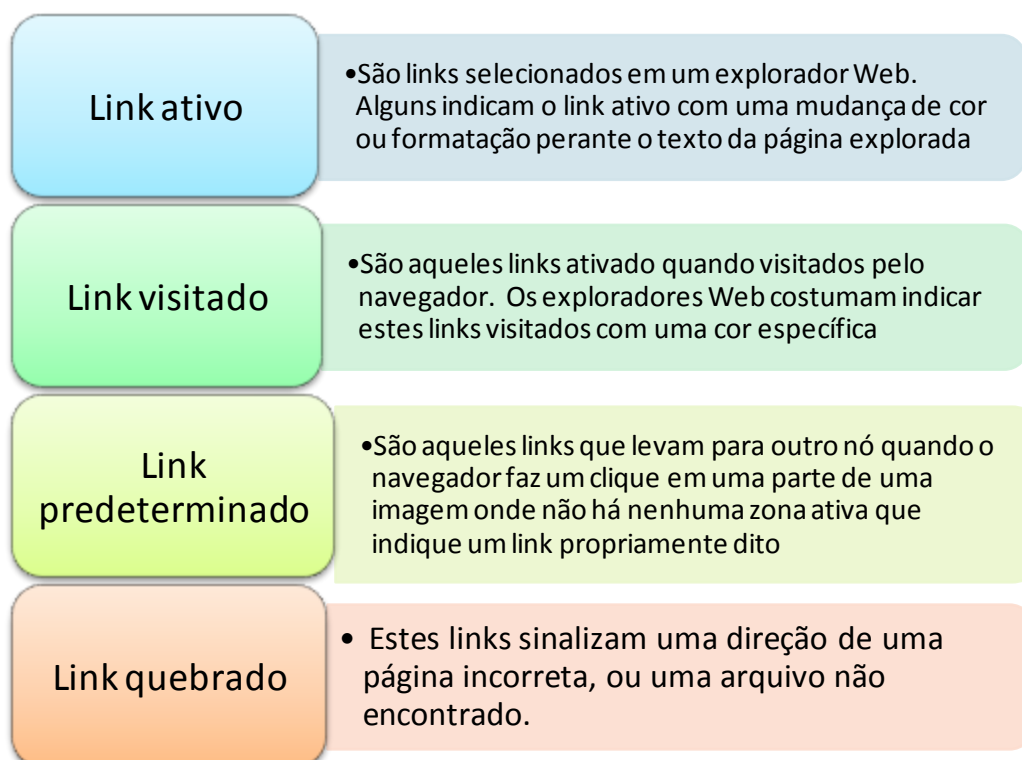 Link ativo
•São links selecionados em um explorador Web.
Alguns indicam o link ativo com uma mudança de cor
ou formatação perante o texto da página explorada
Link visitado
•São aqueles links ativado quando visitados pelo
navegador. Os exploradores Web costumam indicar
estes links visitados com uma cor específica
Link
predeterminado
•São aqueles links que levam para outro nó quando o
navegador faz um clique em uma parte de uma
imagem onde não há nenhuma zona ativa que
indique um link propriamente dito
Link quebrado
• Estes links sinalizam uma direção de uma
página incorreta, ou uma arquivo não
encontrado.